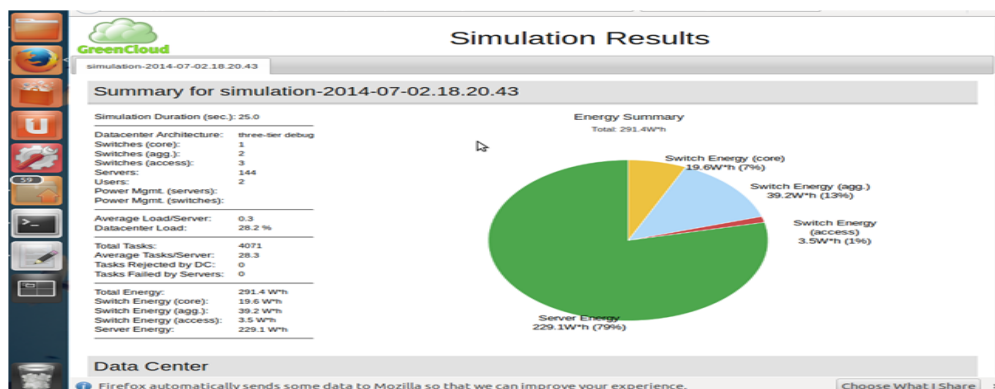 GreenCloud
Simulation Results
simulation-2014-07-02.18.20.43
Summary for simulation-2014-07-02.18.20.43
Simulation Duration (sec.): 25.0
Datacenter Architecture: three-tier debug
Switches (core): 1
Switches (agg.): 2
Switches (access): 3
Servers: 144
Users: 2
Power Mgmt. (servers):
Power Mgmt. (switches):
Average Load/Server: 0.3
Datacenter Load: 28.2 %
Total Tasks: 4071
Average Tasks/Server: 28.3
Tasks Rejected by DC: 0
Tasks Failed by Servers: 0
Total Energy: 291.4 W*h
Switch Energy (core): 19.6 W*h
Switch Energy (agg.): 39.2 W*h
Switch Energy (access): 3.5 W*h
Server Energy: 229.1 W*h
Energy Summary
Total: 291.4W*h
Switch Energy (core)
19.6W*h (7%)
Switch Energy (agg.)
39.2W*h (13%)
Switch Energy
(access)
3.5W*h (1%)
Server Energy
229.1W*h (79%)
59
>_
Data Center
Firefox automatically sends some data to Mozilla so that we can improve your experience.
Choose What I Share